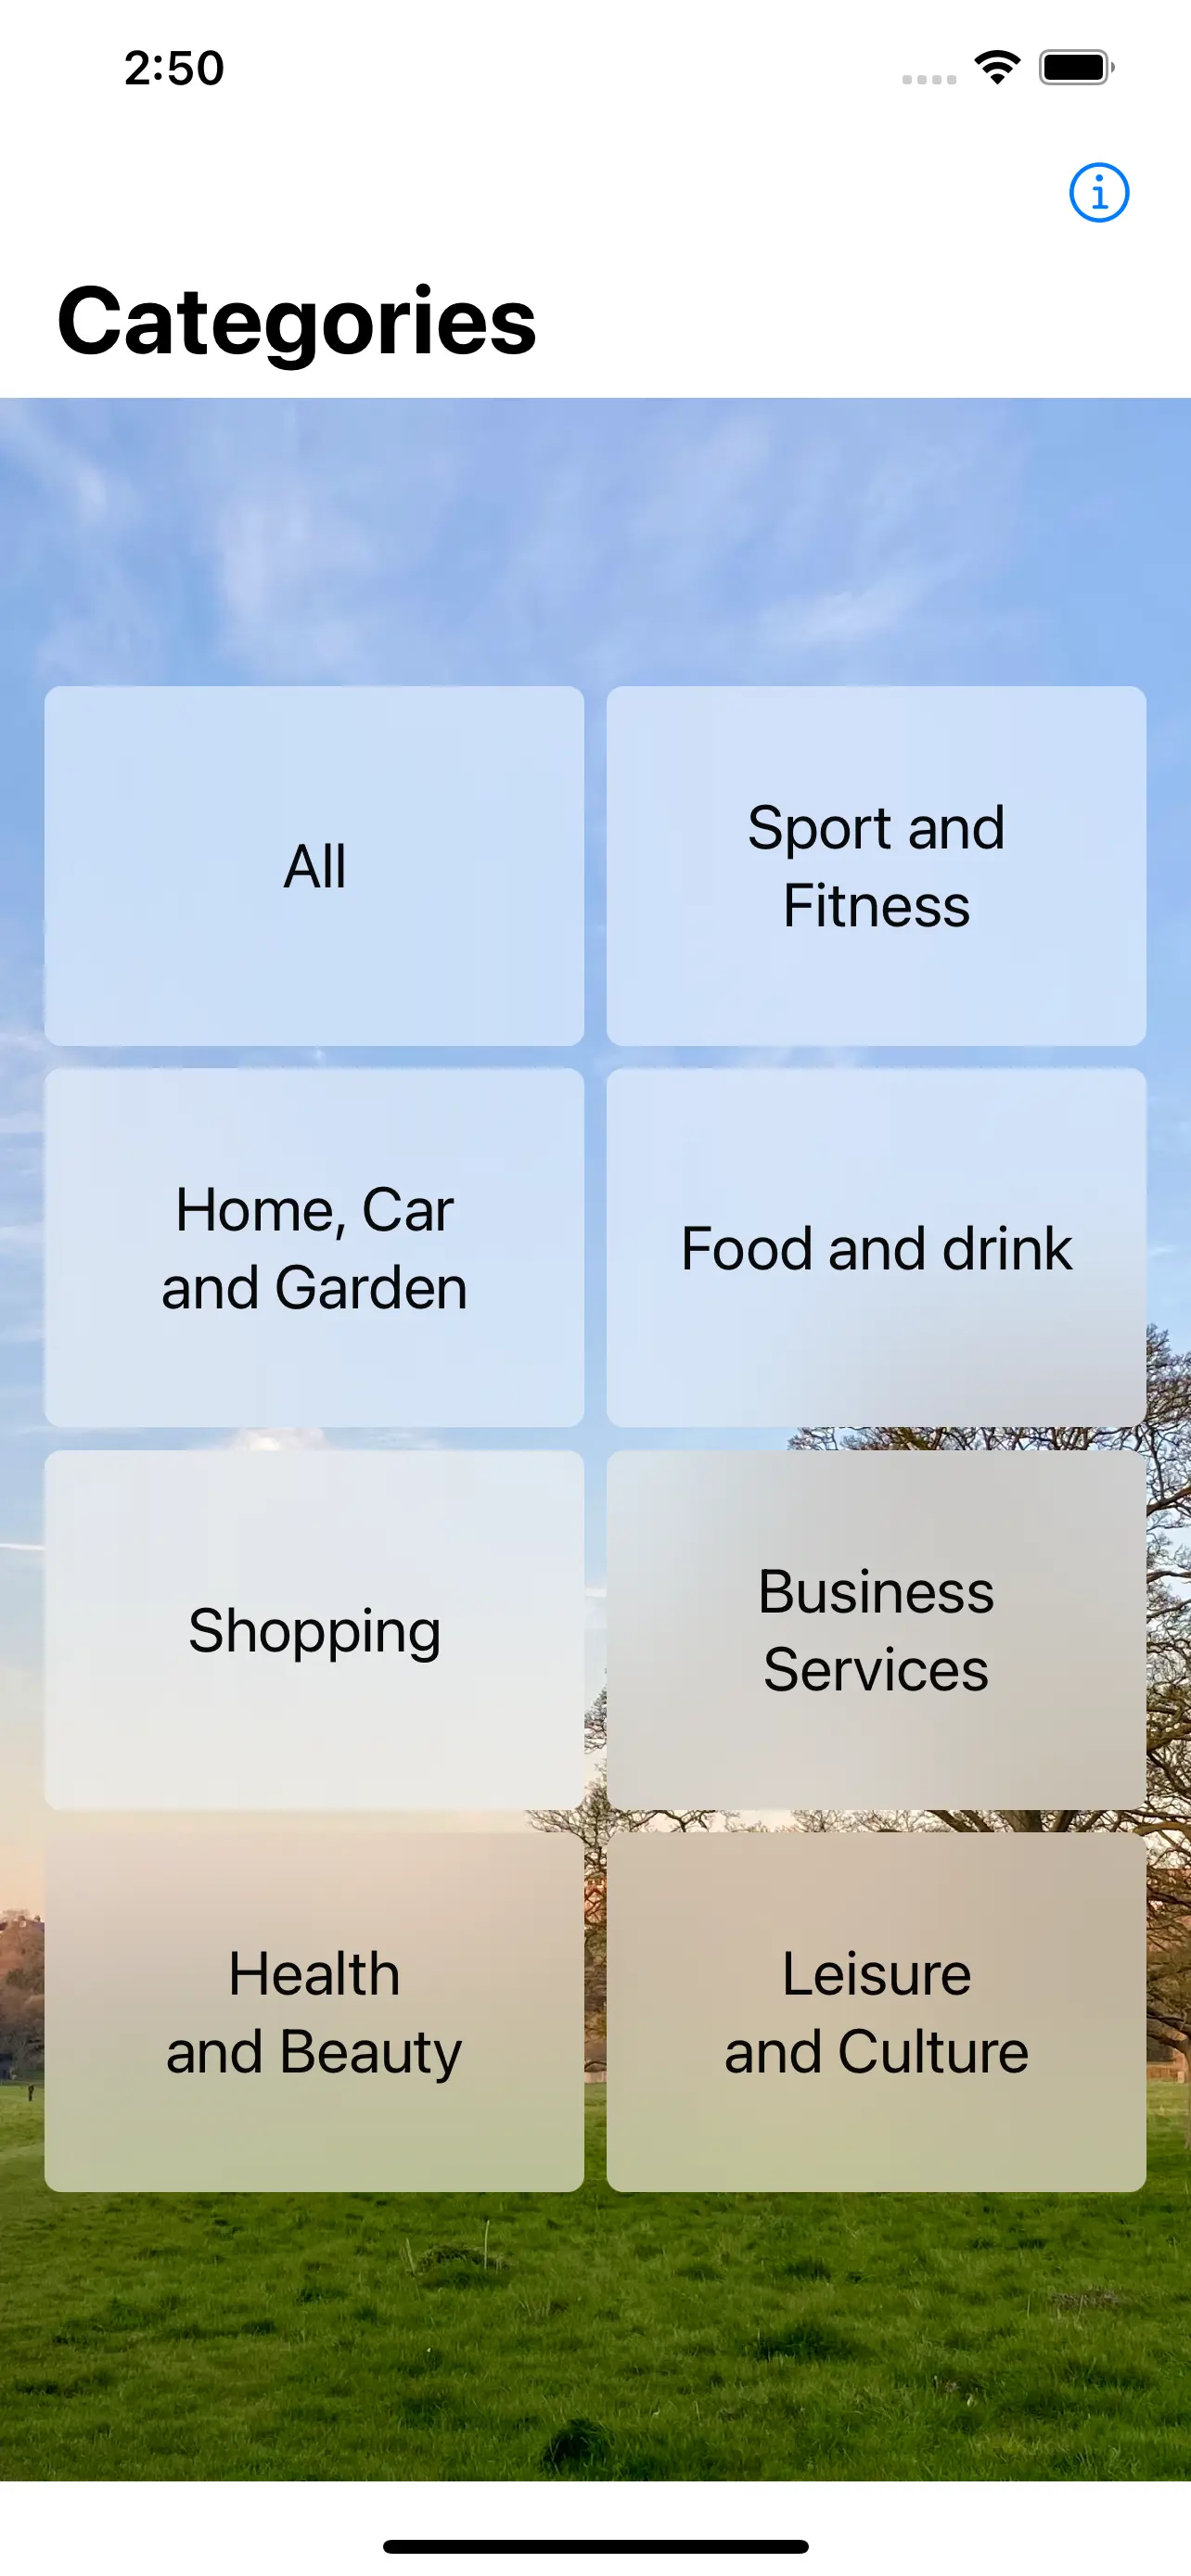 2:50
Categories
All
Sport and
Fitness
Home, Car
and Garden
Food and drink
Shopping
Business
Services
Health
and Beauty
Leisure
and Culture